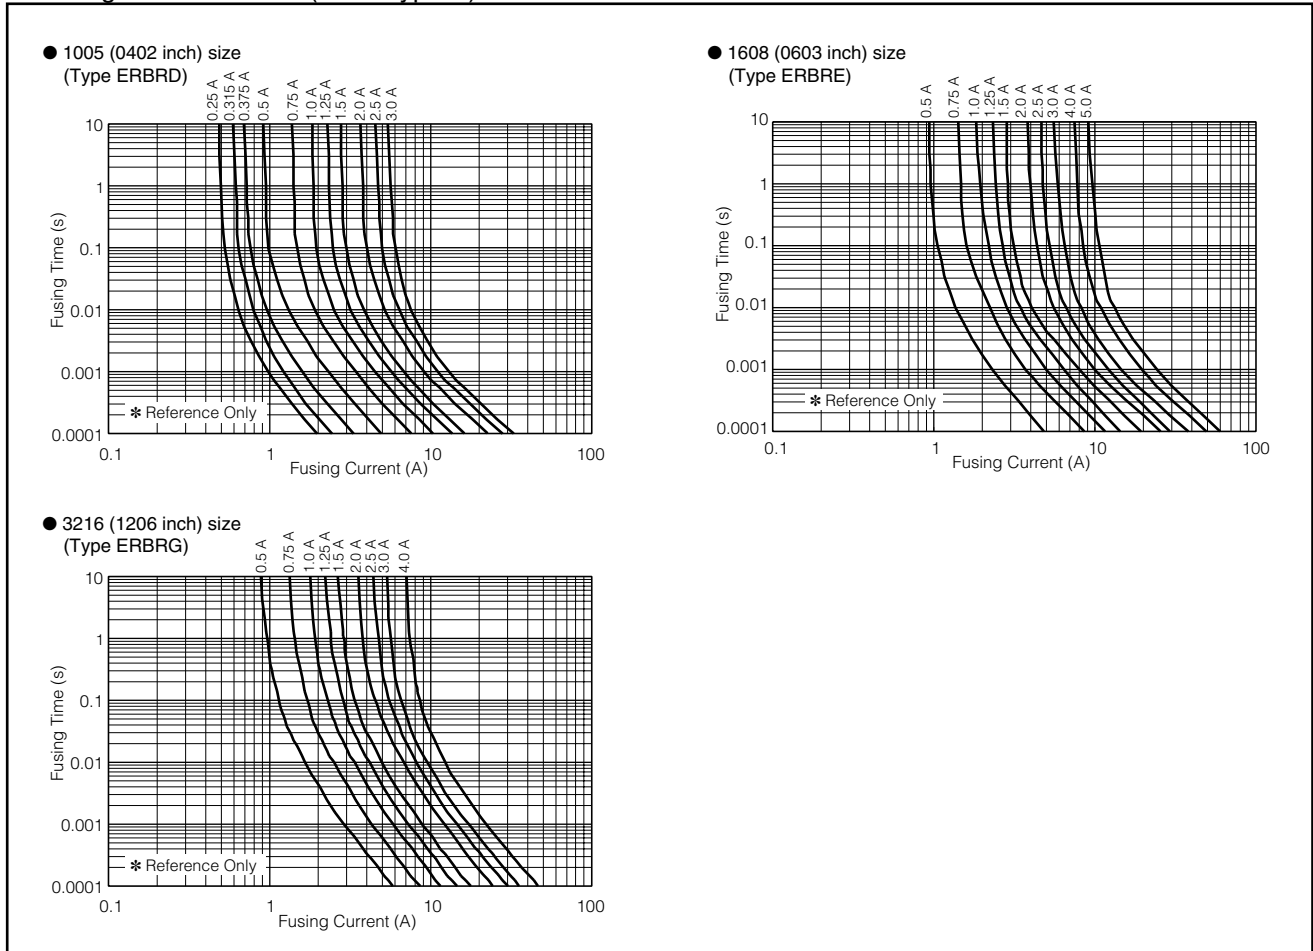 ● 1005 (0402 inch) size
(Type ERBRD)
0.25 A
0.315 A
0.375 A
0.5 A
0.75 A
1.0 A
1.25 A
1.5 A
2.0 A
2.5 A
3.0 A
10
1
0.1
0.01
0.001
0.0001
Fusing Time (s)
✽ Reference Only
0.1
1
10
100
Fusing Current (A)
● 1608 (0603 inch) size
(Type ERBRE)
0.5 A
0.75 A
1.0 A
1.25 A
1.5 A
2.0 A
2.5 A
3.0 A
4.0 A
5.0 A
10
1
0.1
0.01
0.001
0.0001
Fusing Time (s)
✽ Reference Only
0.1
1
10
100
Fusing Current (A)
● 3216 (1206 inch) size
(Type ERBRG)
0.5 A
0.75 A
1.0 A
1.25 A
1.5 A
2.0 A
2.5 A
3.0 A
4.0 A
10
1
0.1
0.01
0.001
0.0001
Fusing Time (s)
✽ Reference Only
0.1
1
10
100
Fusing Current (A)